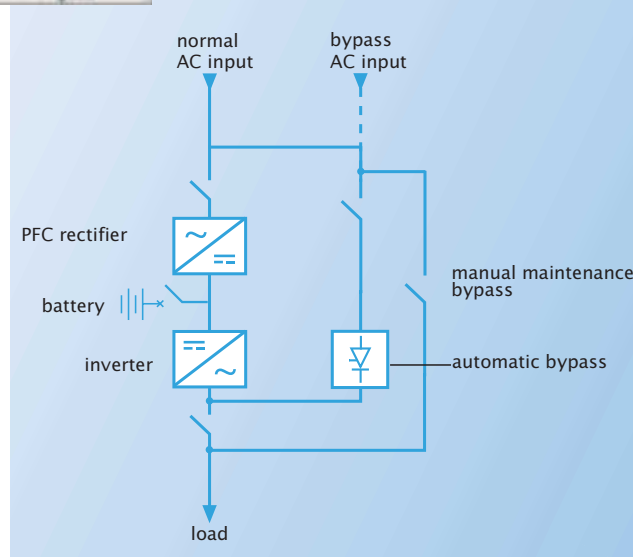 normal
AC input
bypass
AC input
PFC rectifier
manual maintenance
bypass
battery
inverter
automatic bypass
load